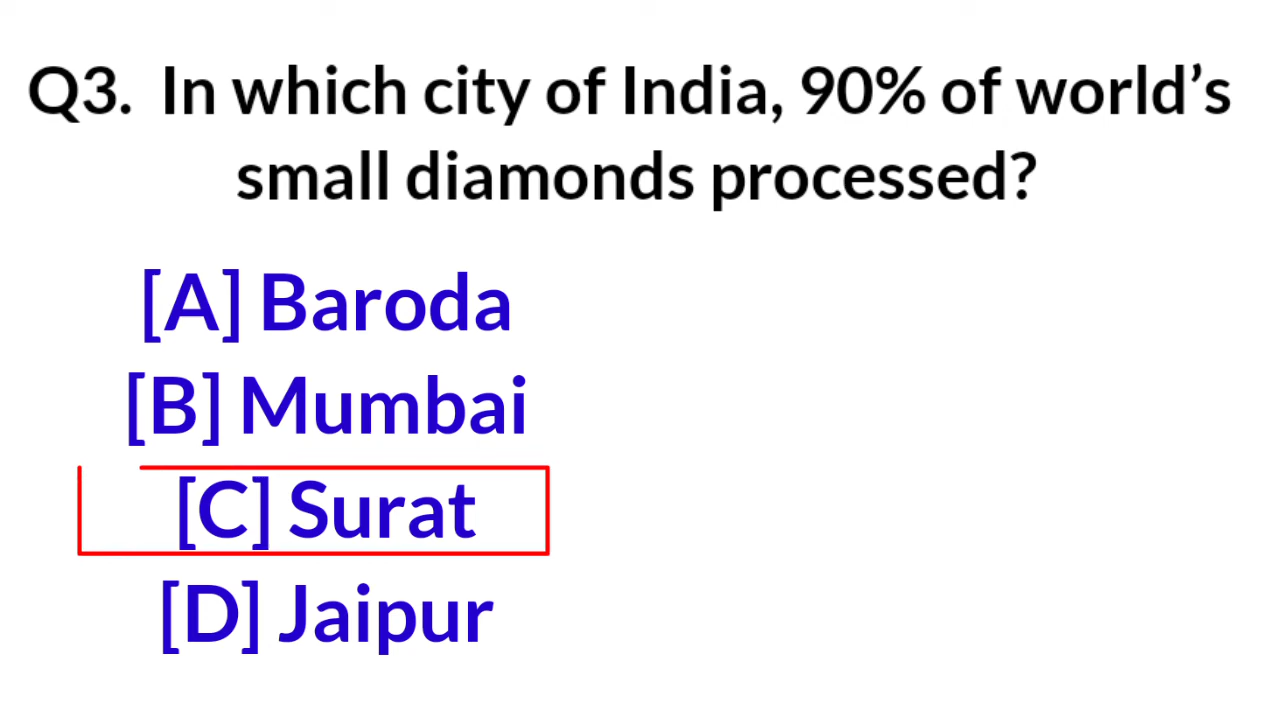 Q3. In which city of India, 90% of world’s
small diamonds processed?
[A] Baroda
[B] Mumbai
[C] Surat
[D] Jaipur